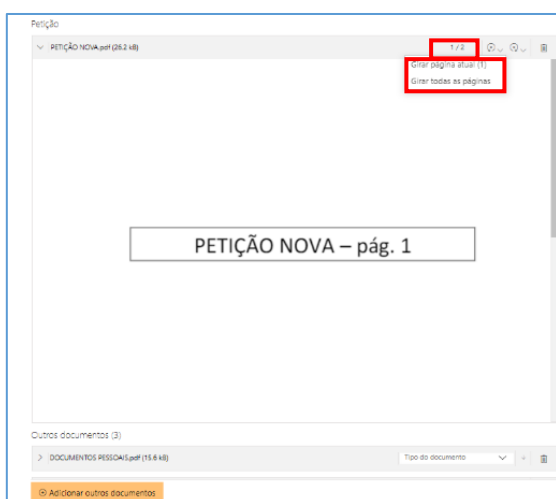 Petição
PETIÇÃO NOVA.pdf (26.2 kB)
1 / 2
Girar página atual (1)
Girar todas as páginas
PETIÇÃO NOVA – pág. 1
Outros documentos (3)
DOCUMENTOS PESSOAIS.pdf (15.6 kB)
Tipo do documento
Adicionar outros documentos